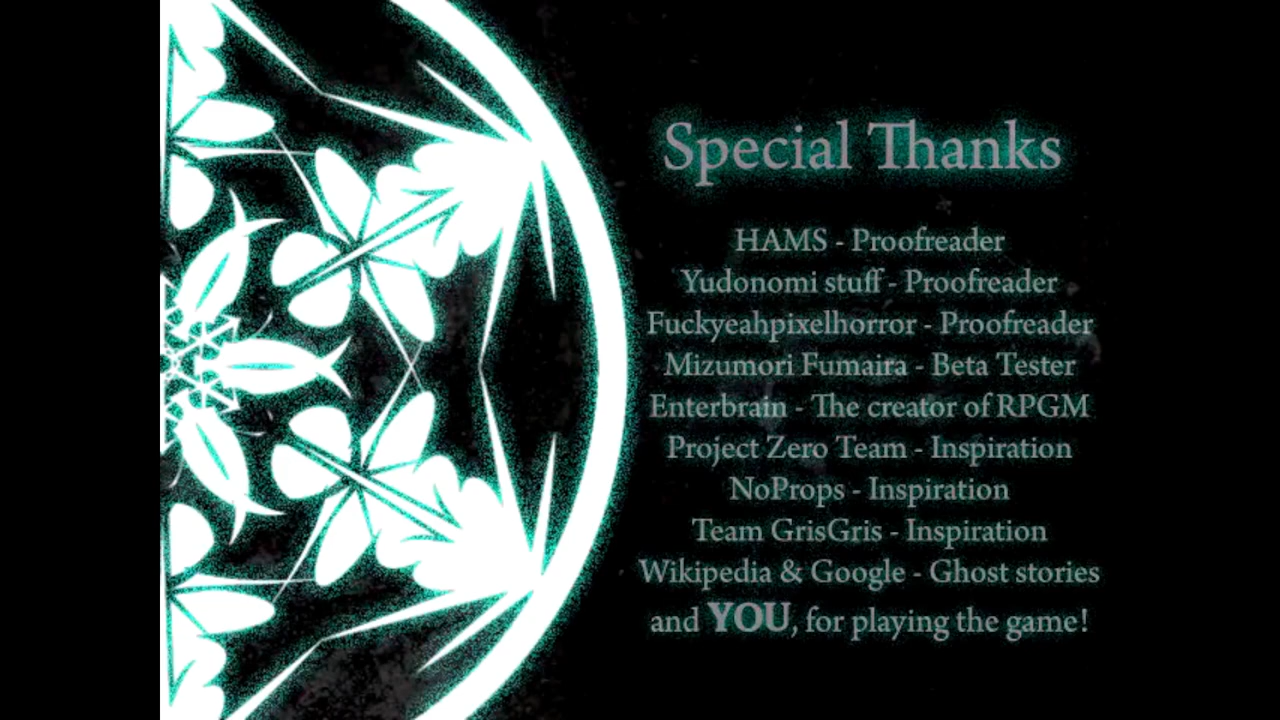 Special Thanks
HAMS - Proofreader
Yudonomi stuff - Proofreader
Fuckyeahpixelhorror - Proofreader
Mizumori Fumaira - Beta Tester
Enterbrain - The creator of RPGM
Project Zero Team - Inspiration
NoProps - Inspiration
Team GrisGris - Inspiration
Wikipedia & Google - Ghost stories
and YOU, for playing the game!